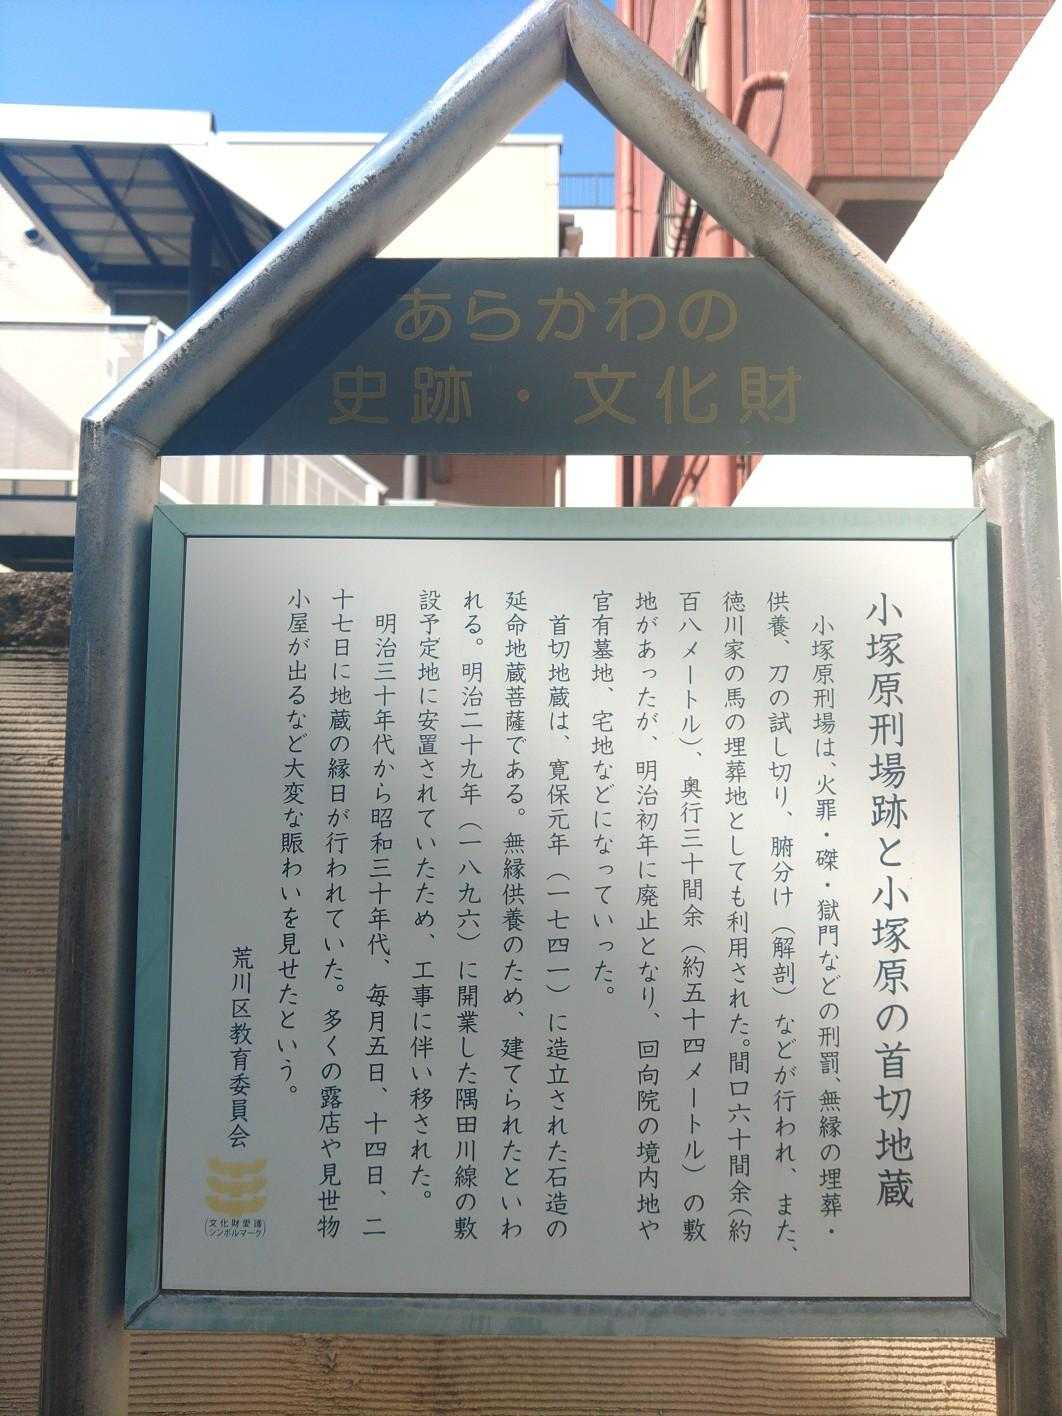 あらかわの
史跡・文化財
小塚原刑場跡と小塚原の首切地蔵
小塚原刑場は、火罪・磔・獄門などの刑罰、無縁の埋葬・
供養、刀の試し切り、腑分け（解剖）などが行われ、また、
徳川家の馬の埋葬地としても利用された。間口六十間余（約
百八メートル）、奥行三十間余（約五十四メートル）の敷
地があったが、明治初年に廃止となり、回向院の境内地や
官有墓地、宅地などになっていった。
首切地蔵は、寛保元年（一七四一）に造立された石造の
延命地蔵菩薩である。無縁供養のため、建てられたといわ
れる。明治二十九年（一八九六）に開業した隅田川線の敷
設予定地に安置されていたため、工事に伴い移された。
明治三十年代から昭和三十年代、毎月五日、十四日、二
十七日に地蔵の縁日が行われていた。多くの露店や見世物
小屋が出るなど大変な賑わいを見せたという。
荒川区教育委員会
（文化財愛護
シンボルマーク）